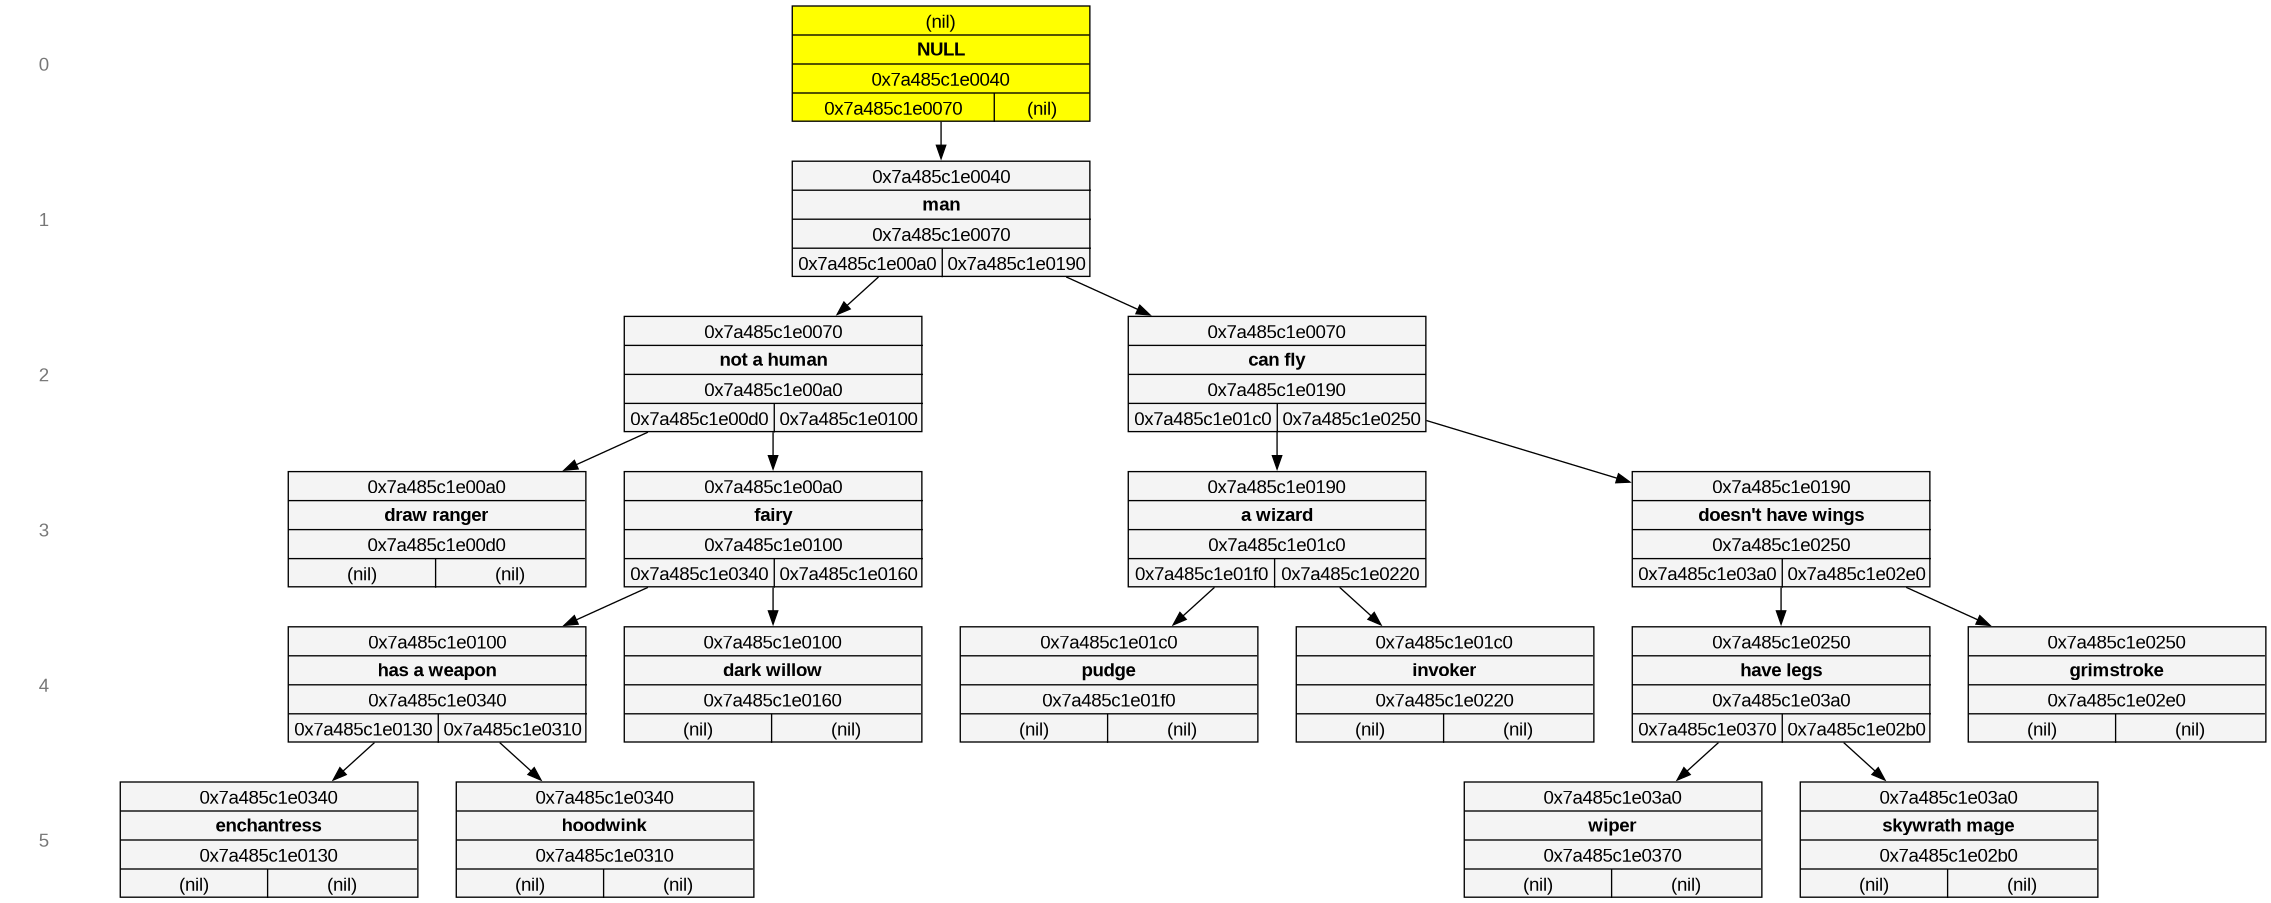 0
(nil)
NULL
0x7a485c1e0040
0x7a485c1e0070 (nil)
1
0x7a485c1e0040
man
0x7a485c1e0070
0x7a485c1e00a0 0x7a485c1e0190
2
0x7a485c1e0070
not a human
0x7a485c1e00a0
0x7a485c1e00d0 0x7a485c1e0100
0x7a485c1e0070
can fly
0x7a485c1e0190
0x7a485c1e01c0 0x7a485c1e0250
3
0x7a485c1e00a0
draw ranger
0x7a485c1e00d0
(nil) (nil)
0x7a485c1e00a0
fairy
0x7a485c1e0100
0x7a485c1e0340 0x7a485c1e0160
0x7a485c1e0190
a wizard
0x7a485c1e01c0
0x7a485c1e01f0 0x7a485c1e0220
0x7a485c1e0190
doesn't have wings
0x7a485c1e0250
0x7a485c1e03a0 0x7a485c1e02e0
4
0x7a485c1e0100
has a weapon
0x7a485c1e0340
0x7a485c1e0130 0x7a485c1e0310
0x7a485c1e0100
dark willow
0x7a485c1e0160
(nil) (nil)
0x7a485c1e01c0
pudge
0x7a485c1e01f0
(nil) (nil)
0x7a485c1e01c0
invoker
0x7a485c1e0220
(nil) (nil)
0x7a485c1e0250
have legs
0x7a485c1e03a0
0x7a485c1e0370 0x7a485c1e02b0
0x7a485c1e0250
grimstroke
0x7a485c1e02e0
(nil) (nil)
5
0x7a485c1e0340
enchantress
0x7a485c1e0130
(nil) (nil)
0x7a485c1e0340
hoodwink
0x7a485c1e0310
(nil) (nil)
0x7a485c1e03a0
wiper
0x7a485c1e0370
(nil) (nil)
0x7a485c1e03a0
skywrath mage
0x7a485c1e02b0
(nil) (nil)